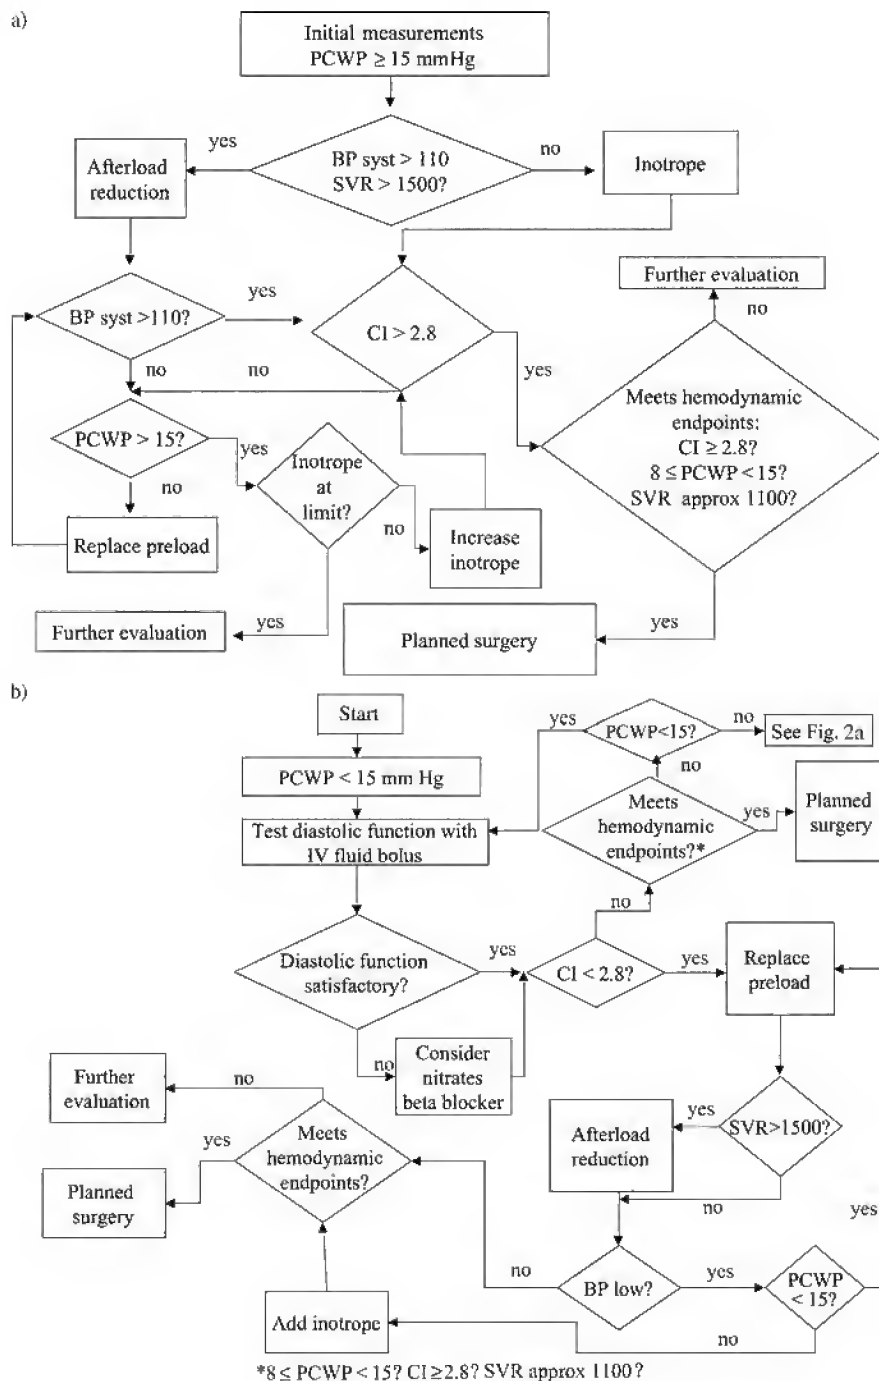 a)
Initial measurements
PCWP ≥ 15 mmHg
yes
BP syst > 110
SVR > 1500?
no
Afterload
reduction
Inotrope
Further evaluation
no
BP syst >110?
yes
CI > 2.8
yes
no
no
Meets hemodynamic
endpoints:
CI ≥ 2.8?
8 ≤ PCWP < 15?
SVR approx 1100?
PCWP > 15?
yes
Inotrope
at
limit?
no
no
Replace preload
Increase
inotrope
Further evaluation
yes
Planned surgery
yes
b)
Start
yes
PCWP<15?
no
See Fig. 2a
PCWP < 15 mm Hg
no
Test diastolic function with
IV fluid bolus
Meets
hemodynamic
endpoints?*
yes
Planned
surgery
no
Diastolic function
satisfactory?
yes
CI < 2.8?
yes
Replace
preload
no
Consider
nitrates
beta blocker
Further
evaluation
no
Meets
hemodynamic
endpoints?
yes
Planned
surgery
Afterload
reduction
yes
SVR>1500?
no
yes
no
BP low?
yes
PCWP
< 15?
Add inotrope
no
*8 ≤ PCWP < 15? CI ≥2.8? SVR approx 1100?